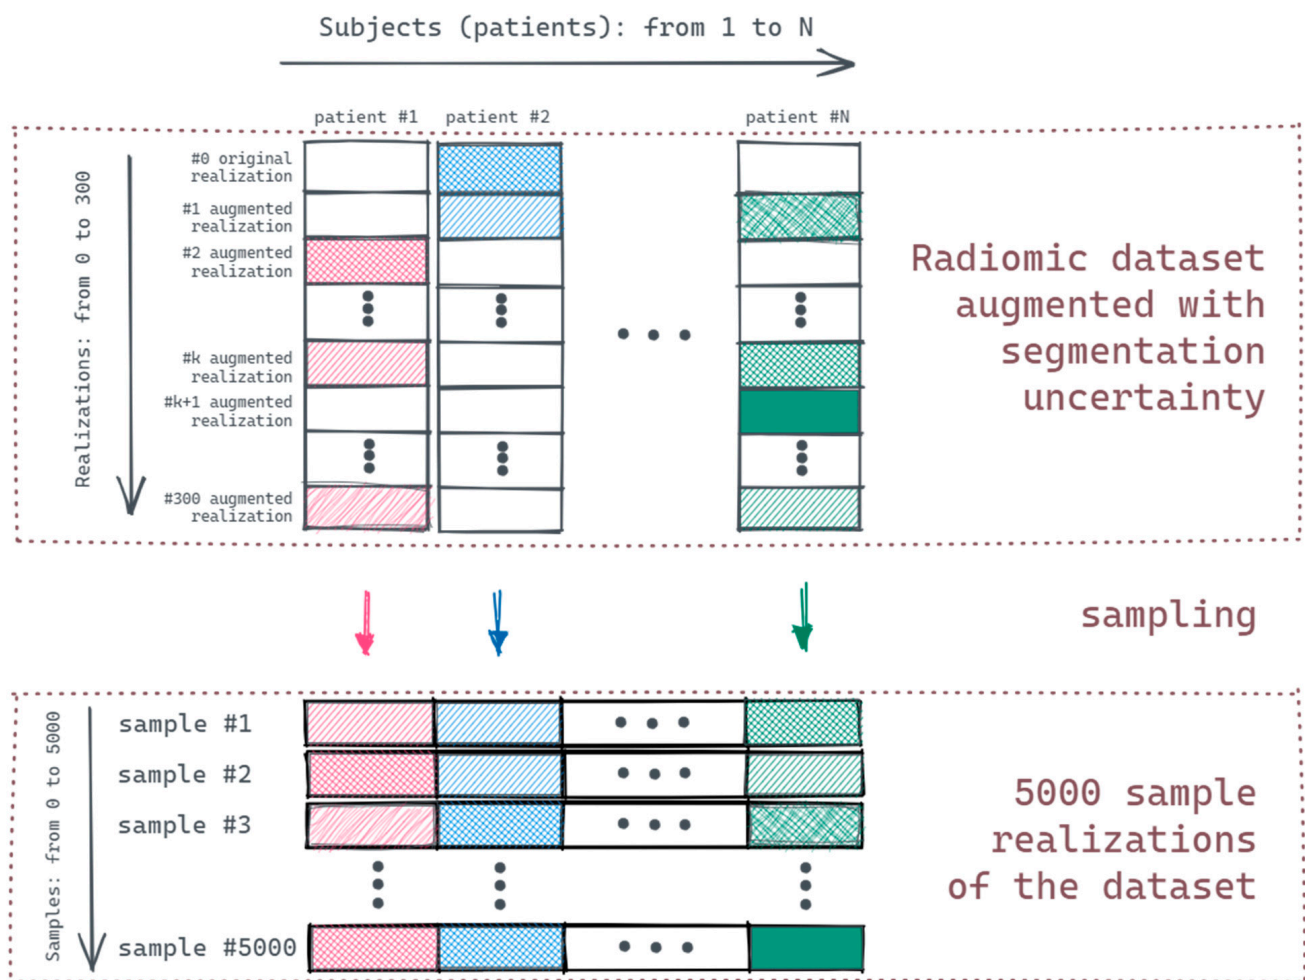 Subjects (patients): from 1 to N
patient #1
patient #2
patient #N
Realizations: from 0 to 300
#0 original
realization
#1 augmented
realization
#2 augmented
realization
#k augmented
realization
#k+1 augmented
realization
#300 augmented
realization
Radiomic dataset
augmented with
segmentation
uncertainty
sampling
Samples: from 0 to 5000
sample #1
sample #2
sample #3
sample #5000
5000 sample
realizations
of the dataset